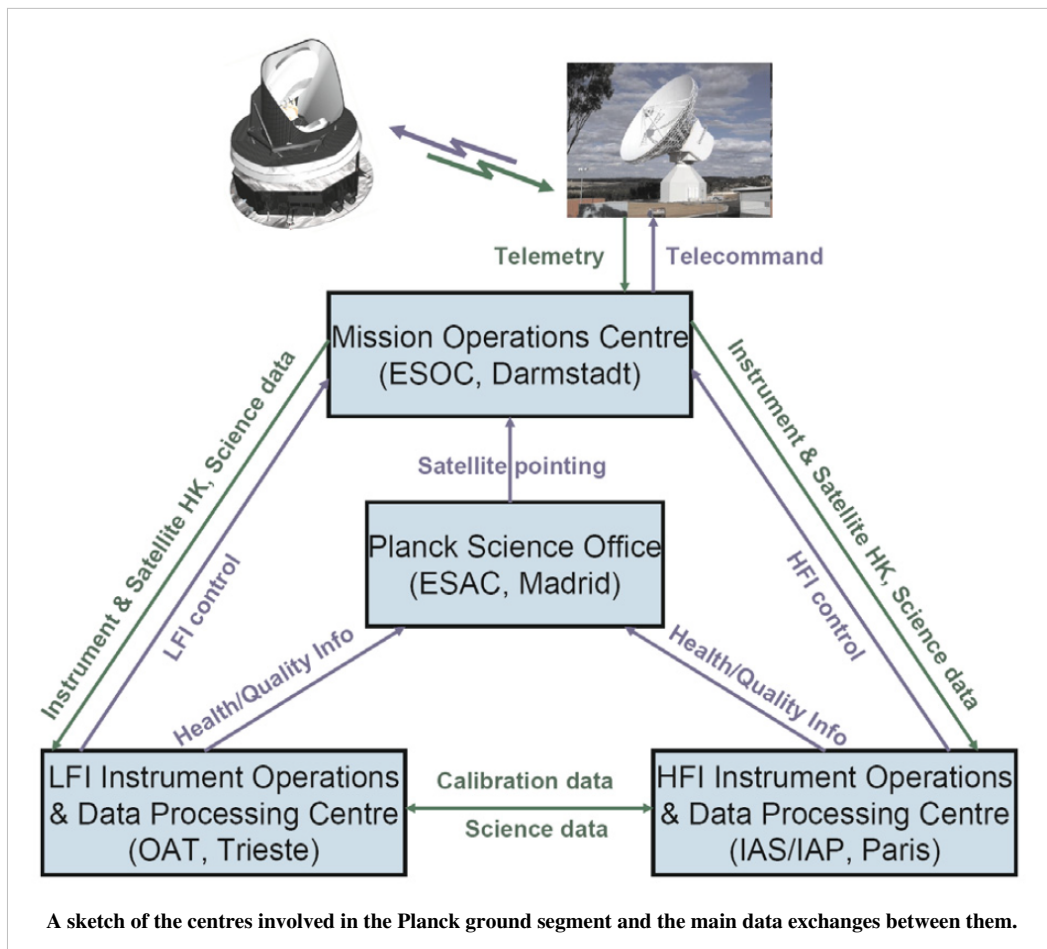 Telemetry
Telecommand
Mission Operations Centre
(ESOC, Darmstadt)
Instrument & Satellite HK, Science data
LFI control
Satellite pointing
Instrument & Satellite HK, Science data
HFI control
Planck Science Office
(ESAC, Madrid)
Health/Quality Info
Health/Quality Info
LFI Instrument Operations
& Data Processing Centre
(OAT, Trieste)
Calibration data
Science data
HFI Instrument Operations
& Data Processing Centre
(IAS/IAP, Paris)
A sketch of the centres involved in the Planck ground segment and the main data exchanges between them.